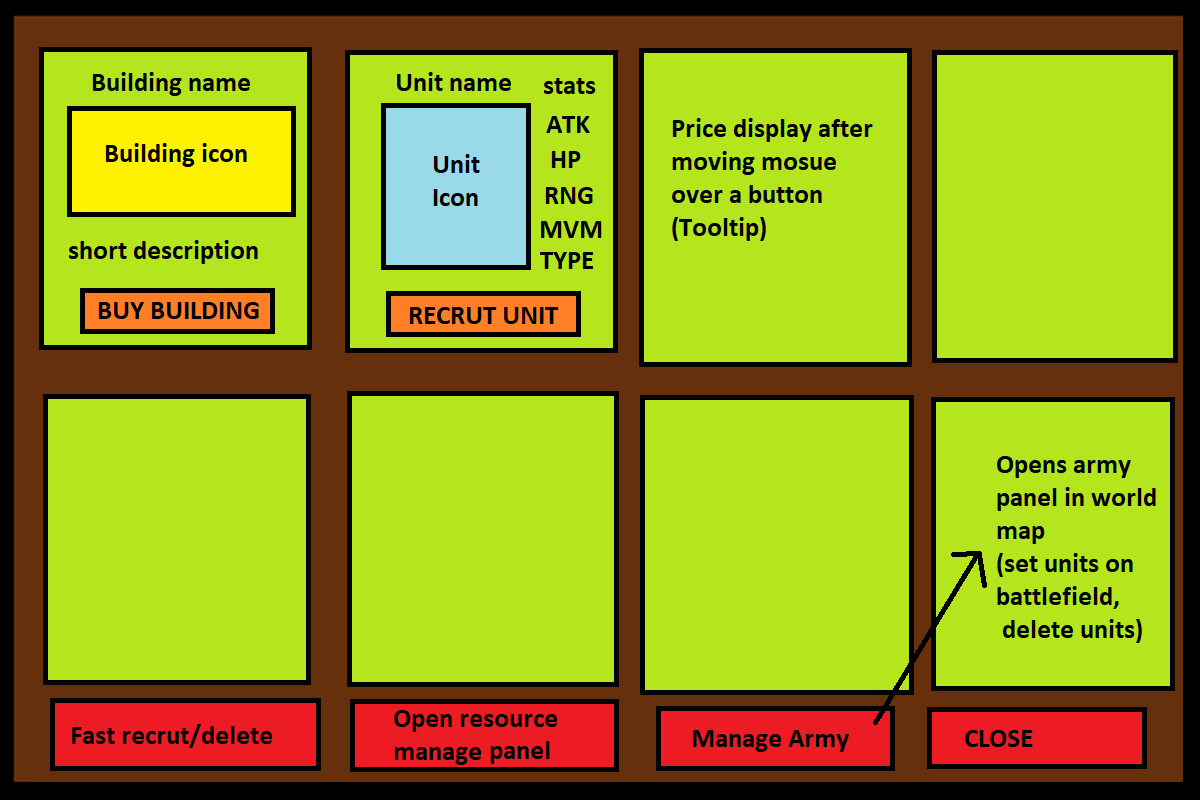 Building name
Building icon
short description
BUY BUILDING
Unit name
stats
Unit
Icon
ATK
HP
RNG
MVM
TYPE
RECRUT UNIT
Price display after
moving mosue
over a button
(Tooltip)
Opens army
panel in world
map
(set units on
battlefield,
delete units)
Fast recrut/delete
Open resource
manage panel
Manage Army
CLOSE